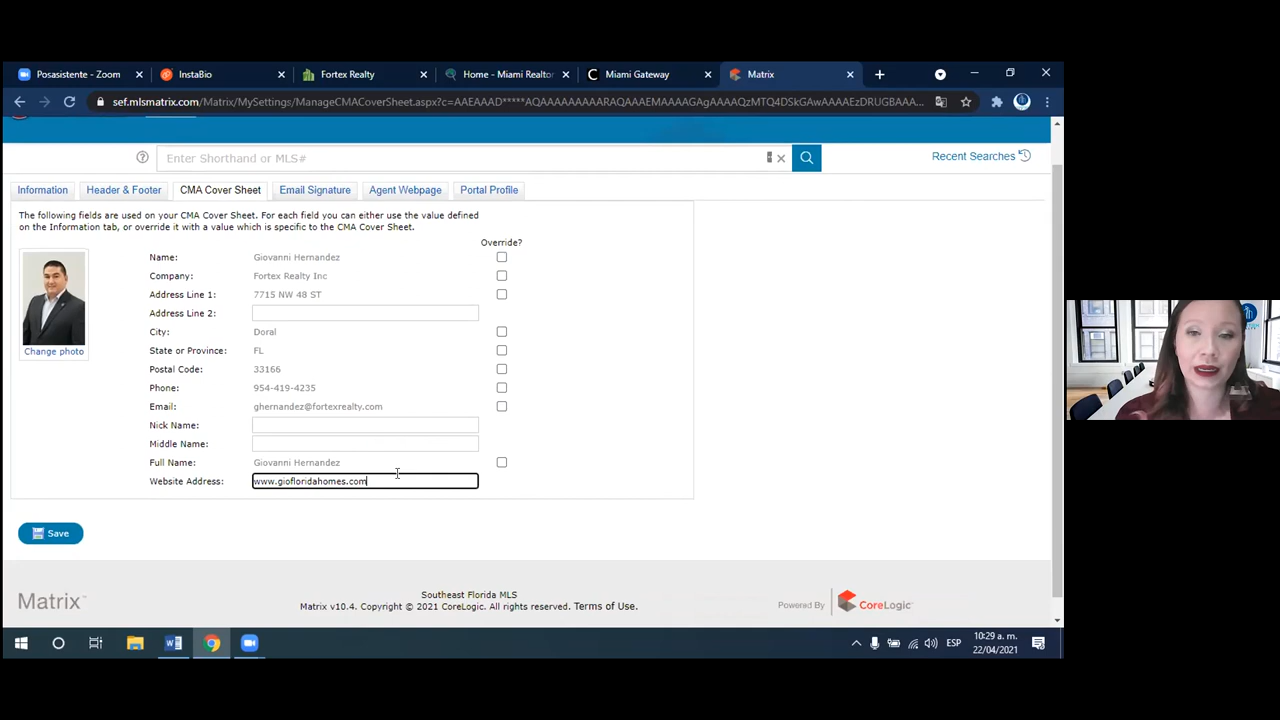 Posasistente - Zoom
InstaBio
Fortex Realty
Home - Miami Realtor
Miami Gateway
Matrix
sef.mlsmatrix.com/Matrix/MySettings/ManageCMACoverSheet.aspx?c=AAEAAAD*****AQAAAAAAAAARAQAAAEMAAAAGAgAAAAQzMTQ4DSkGAwAAAAEzDRUGBAAA...
Enter Shorthand or MLS#
Recent Searches
Information
Header & Footer
CMA Cover Sheet
Email Signature
Agent Webpage
Portal Profile
The following fields are used on your CMA Cover Sheet. For each field you can either use the value defined
on the Information tab, or override it with a value which is specific to the CMA Cover Sheet.
Override?
Name: Giovanni Hernandez
Company: Fortex Realty Inc
Address Line 1: 7715 NW 48 ST
Address Line 2:
City: Doral
State or Province: FL
Postal Code: 33166
Phone: 954-419-4235
Email: ghernandez@fortexrealty.com
Nick Name:
Middle Name:
Full Name: Giovanni Hernandez
Website Address: www.giofloridahomes.com
Change photo
Save
Matrix™
Southeast Florida MLS
Matrix v10.4. Copyright © 2021 CoreLogic. All rights reserved. Terms of Use.
Powered By
CoreLogic
ESP
10:29 a. m.
22/04/2021